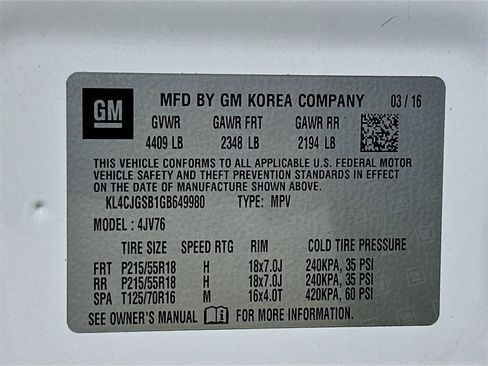 GM MFD BY GM KOREA COMPANY 03/16
GVWR GAWR FRT GAWR RR
4409 LB 2348 LB 2194 LB
THIS VEHICLE CONFORMS TO ALL APPLICABLE U.S. FEDERAL MOTOR
VEHICLE SAFETY AND THEFT PREVENTION STANDARDS IN EFFECT
ON THE DATE OF MANUFACTURE SHOWN ABOVE.
KL4CJGSB1GB649980 TYPE: MPV
MODEL: 4JV76
TIRE SIZE SPEED RTG RIM COLD TIRE PRESSURE
FRT P215/55R18 H 18x7.0J 240KPA, 35 PSI
RR P215/55R18 H 18x7.0J 240KPA, 35 PSI
SPA T125/70R16 M 16x4.0T 420KPA, 60 PSI
SEE OWNER'S MANUAL FOR MORE INFORMATION.